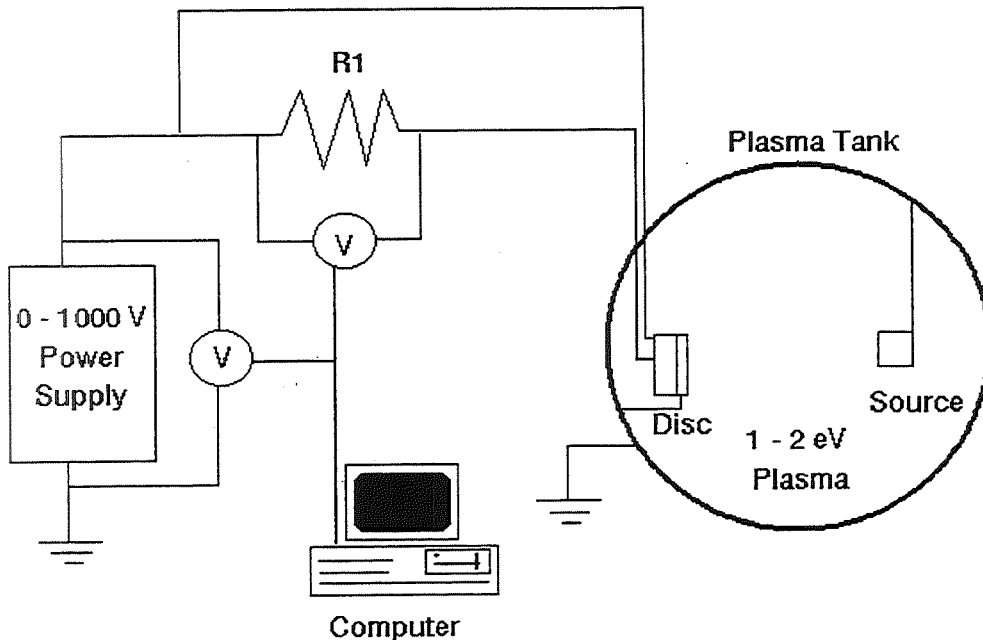 R1
Plasma Tank
V
0 - 1000 V
Power
Supply
V
Source
Disc
1 - 2 eV
Plasma
Computer